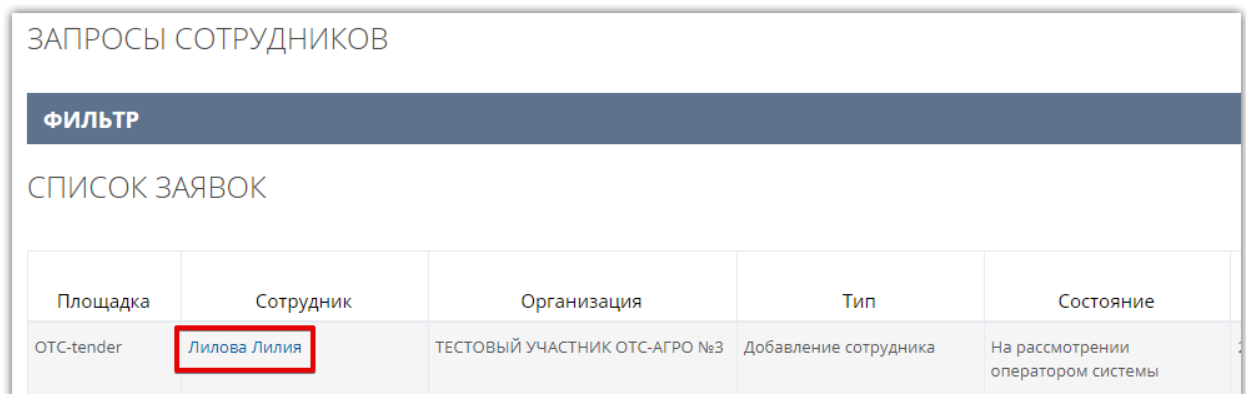 ЗАПРОСЫ СОТРУДНИКОВ
ФИЛЬТР
СПИСОК ЗАЯВОК
Площадка Сотрудник Организация Тип Состояние
ОТС-tender Лилова Лилия ТЕСТОВЫЙ УЧАСТНИК ОТС-АГРО №3 Добавление сотрудника На рассмотрении
оператором системы